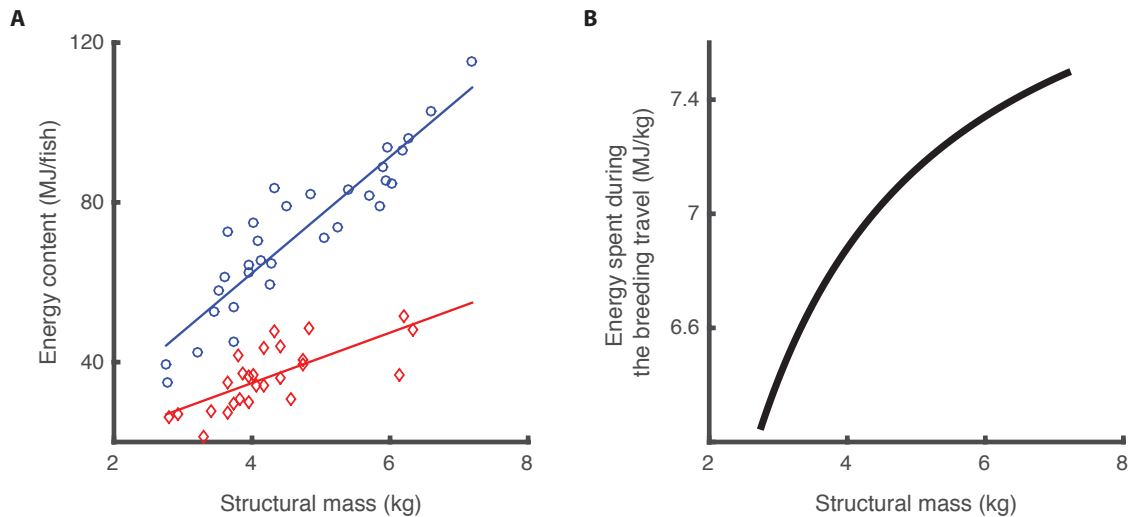 A
Energy content (MJ/fish)
120
80
40
2
4
6
8
Structural mass (kg)
B
Energy spent during
the breeding travel (MJ/kg)
7.4
7
6.6
2
4
6
8
Structural mass (kg)